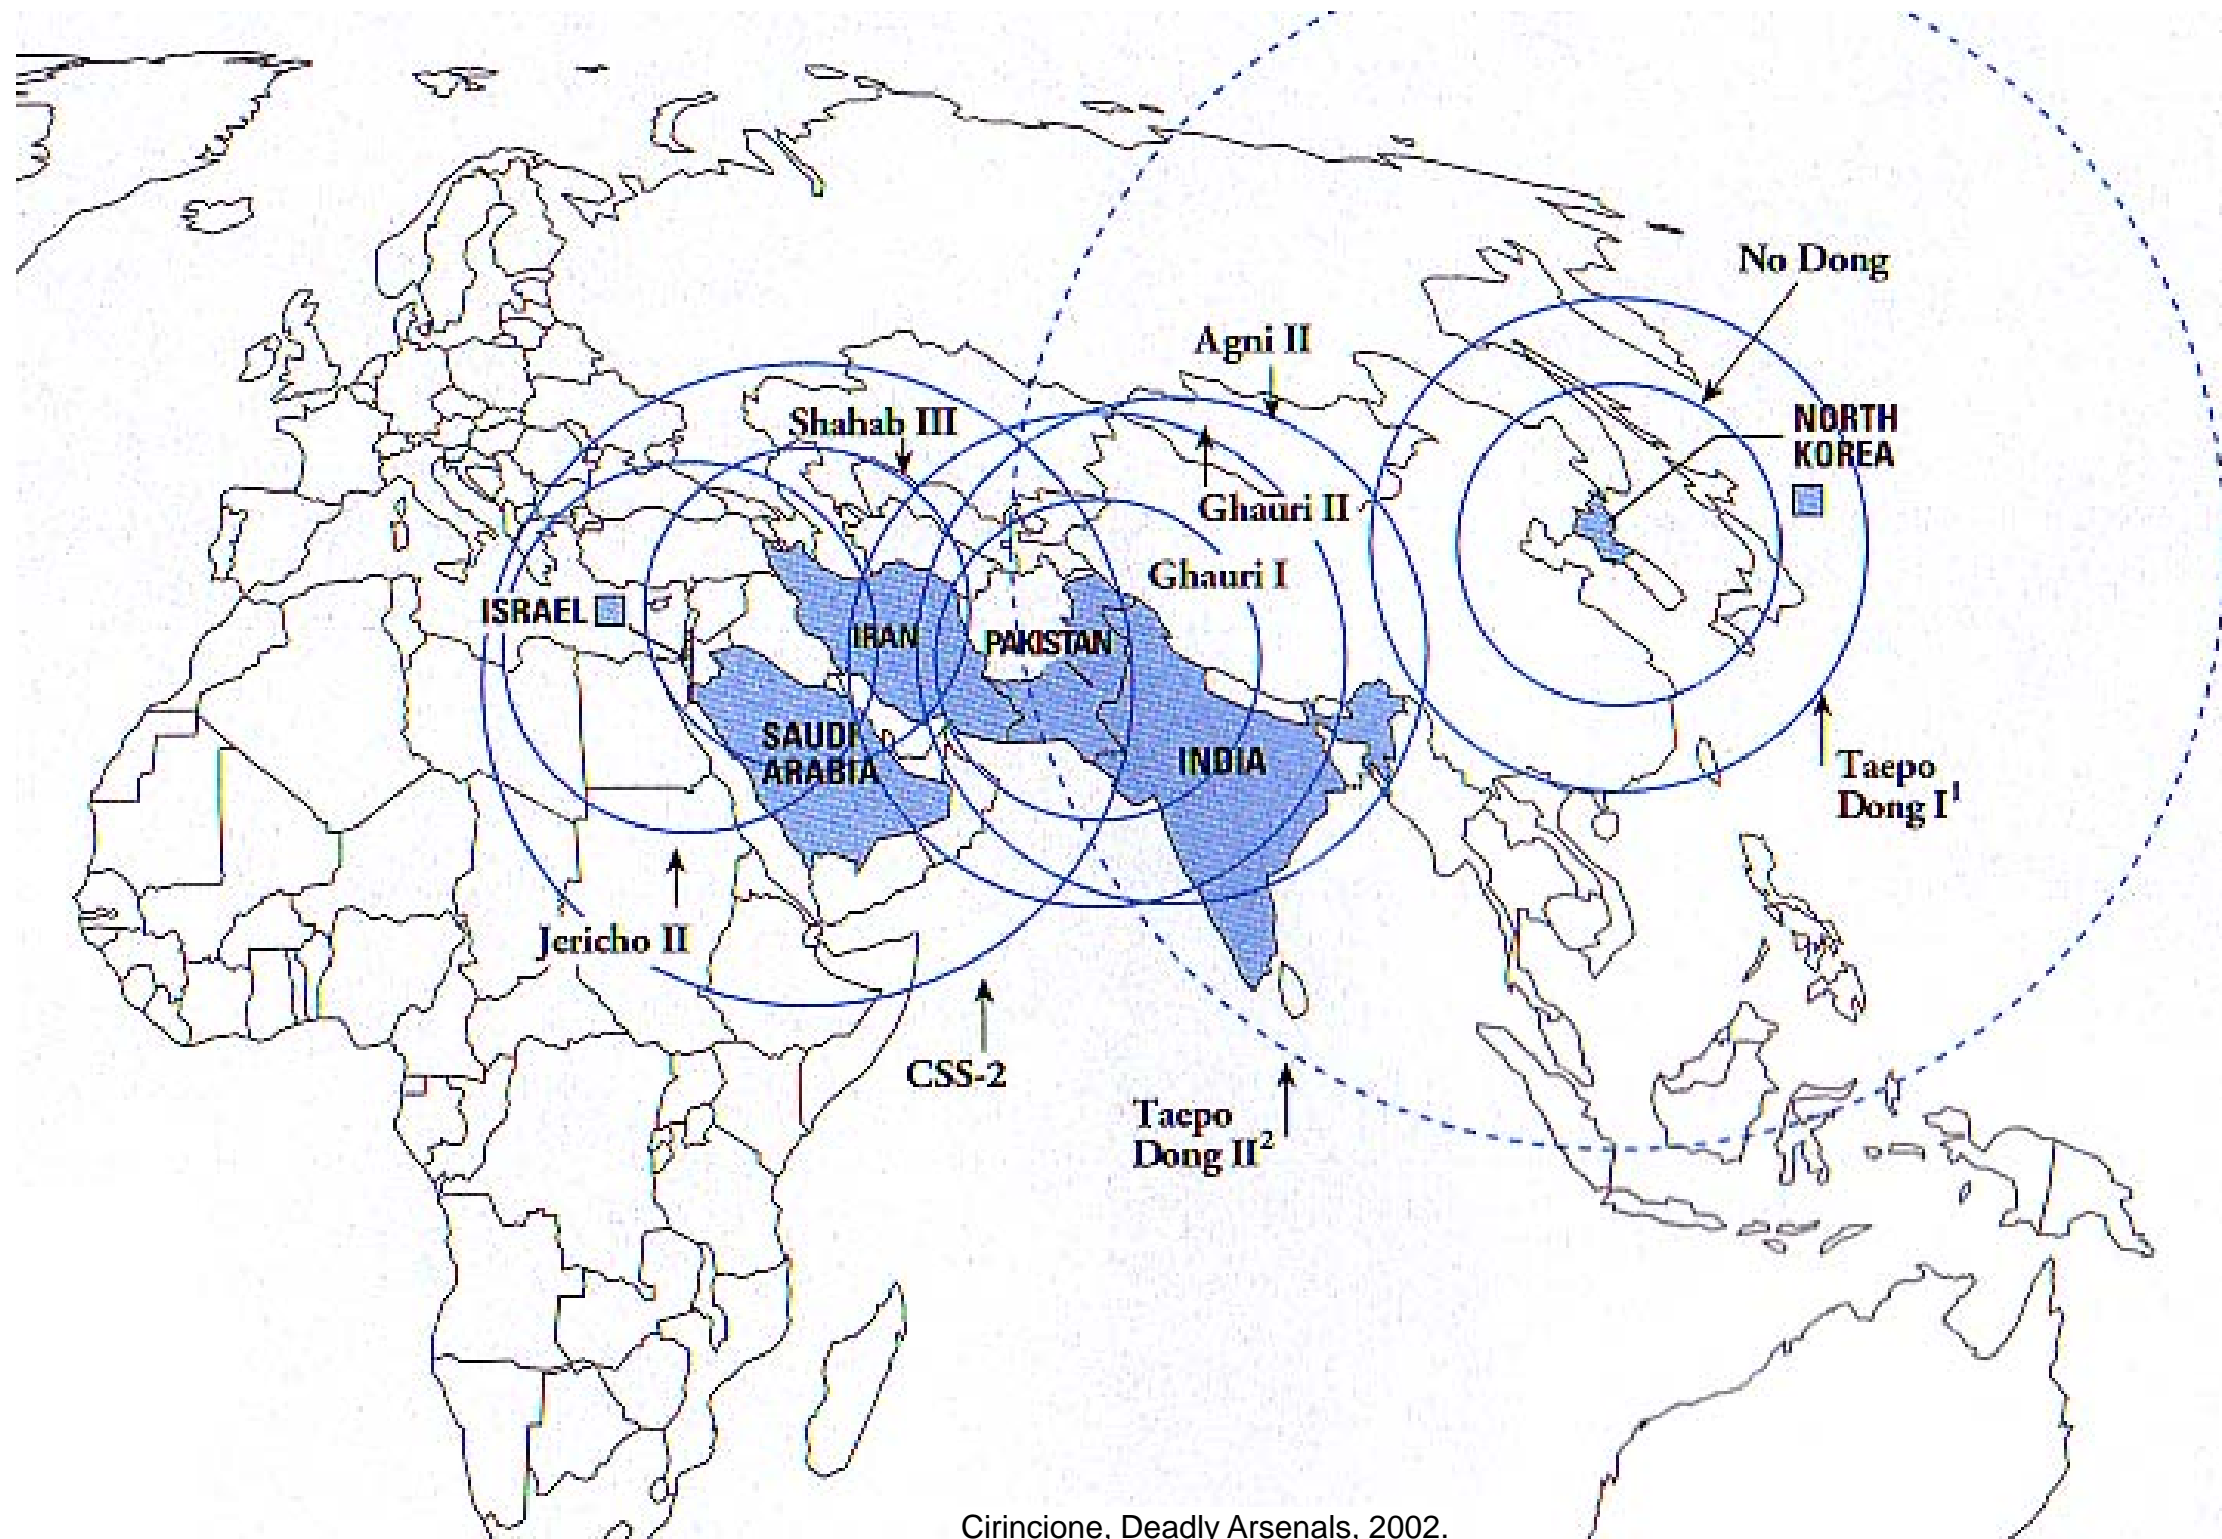 No Dong
Agni II
Shahab III
NORTH
KOREA
Ghauri II
Ghauri I
ISRAEL
IRAN
PAKISTAN
SAUDI
ARABIA
INDIA
Taepo
Dong I¹
Jericho II
CSS-2
Taepo
Dong II²
Cirincione, Deadly Arsenals, 2002.